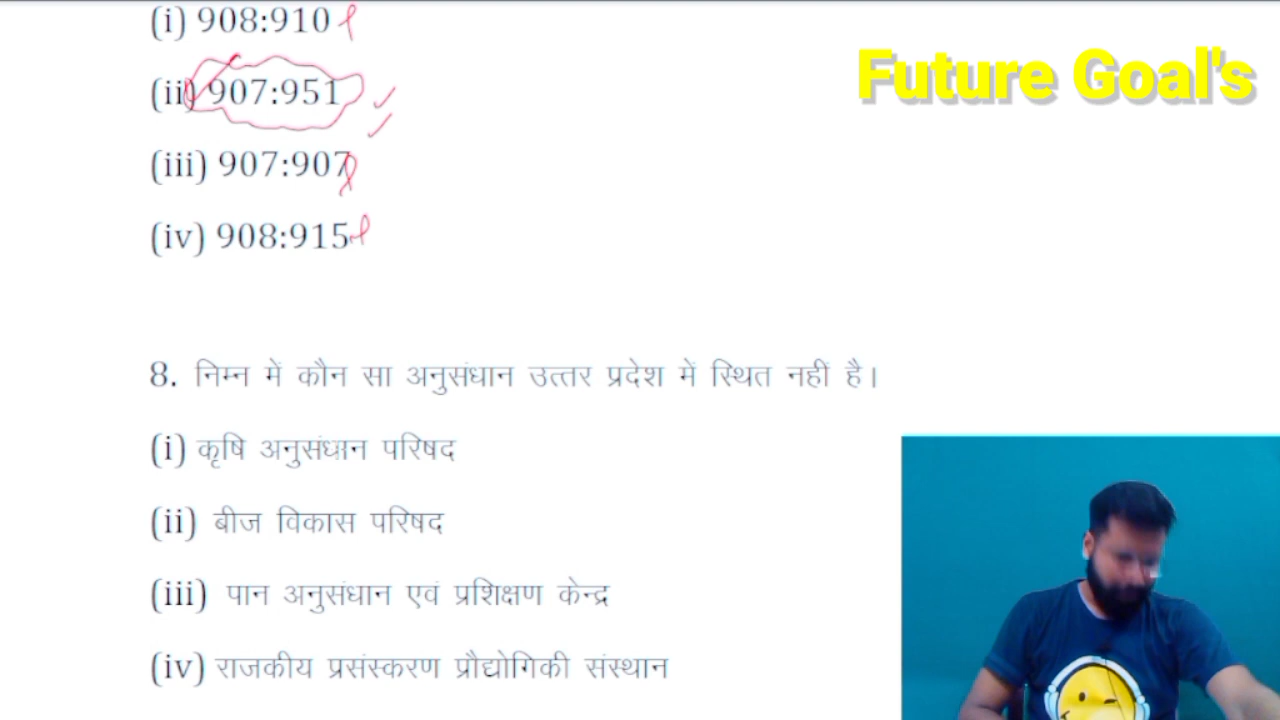 (i) 908:910
Future Goal's
(ii) 907:951
(iii) 907:907
(iv) 908:915
8. निम्न में कौन सा अनुसंधान उत्तर प्रदेश में स्थित नहीं है।
(i) कृषि अनुसंधान परिषद
(ii) बीज विकास परिषद
(iii) पान अनुसंधान एवं प्रशिक्षण केन्द्र
(iv) राजकीय प्रसंस्करण प्रौद्योगिकी संस्थान